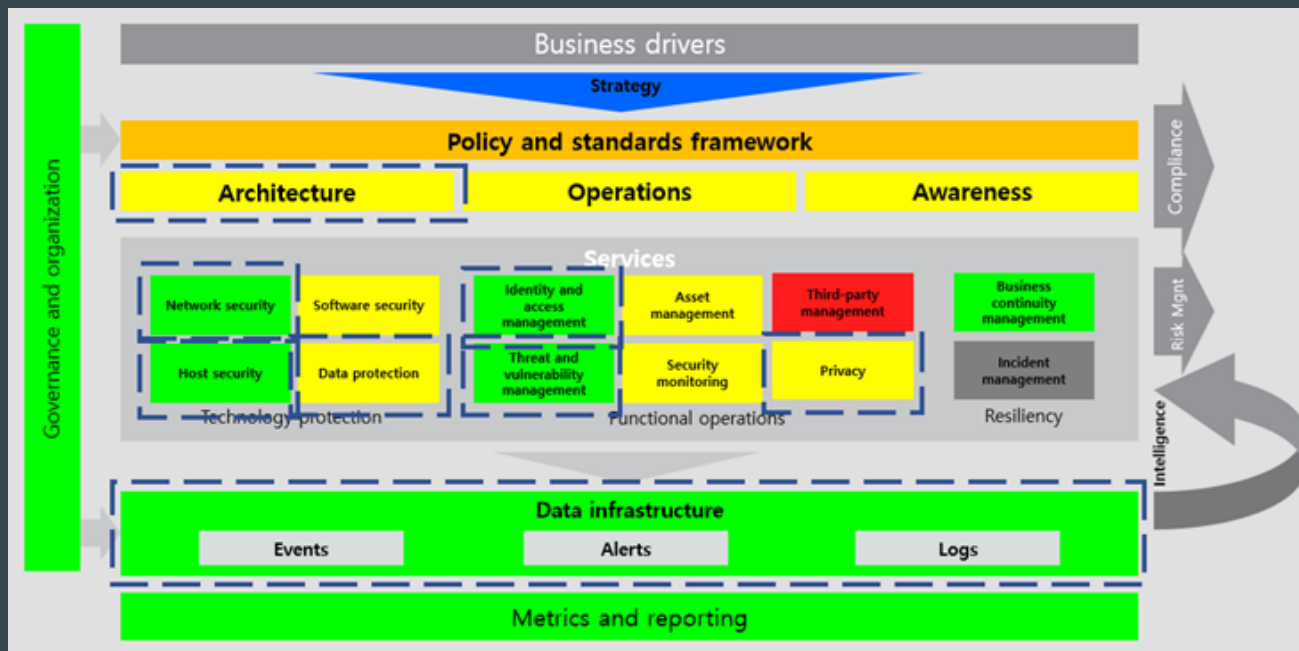 Business drivers
Strategy
Policy and standards framework
Architecture
Operations
Awareness
Governance and organization
Compliance
Risk Mgnt
Intelligence
Services
Network security
Software security
Identity and
access
management
Asset
management
Third-party
management
Business
continuity
management
Host security
Data protection
Threat and
vulnerability
management
Security
monitoring
Privacy
Incident
management
Technology protection
Functional operations
Resiliency
Data infrastructure
Events
Alerts
Logs
Metrics and reporting